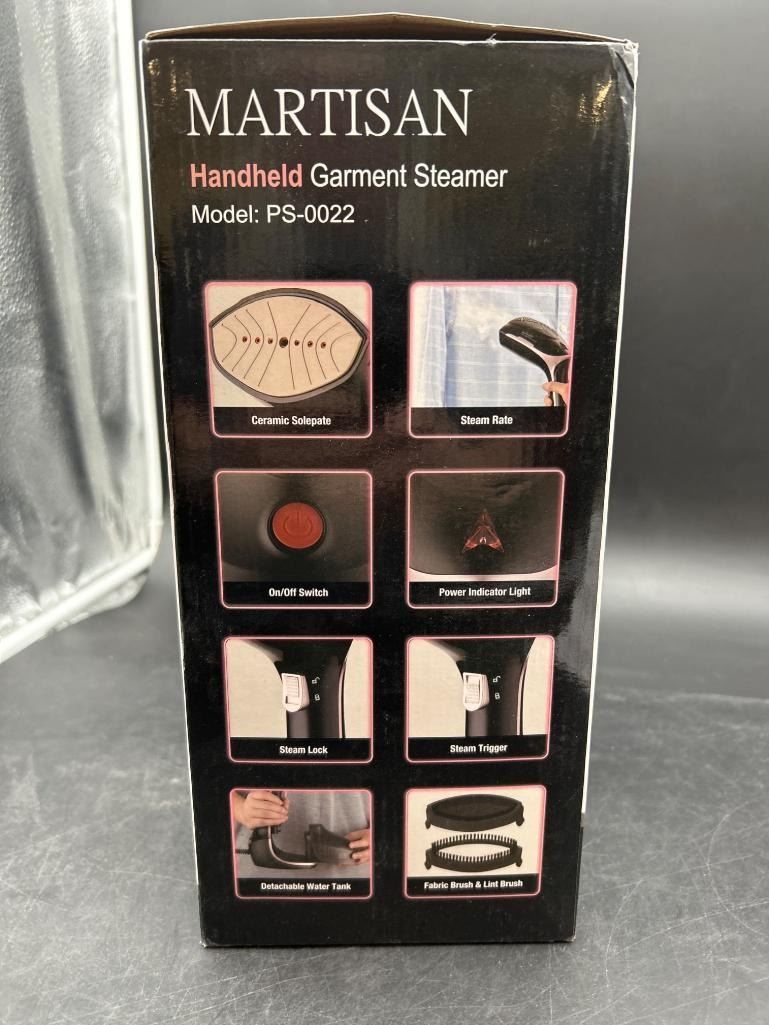 MARTISAN
Handheld Garment Steamer
Model: PS-0022
Ceramic Solepate
Steam Rate
On/Off Switch
Power Indicator Light
Steam Lock
Steam Trigger
Detachable Water Tank
Fabric Brush & Lint Brush